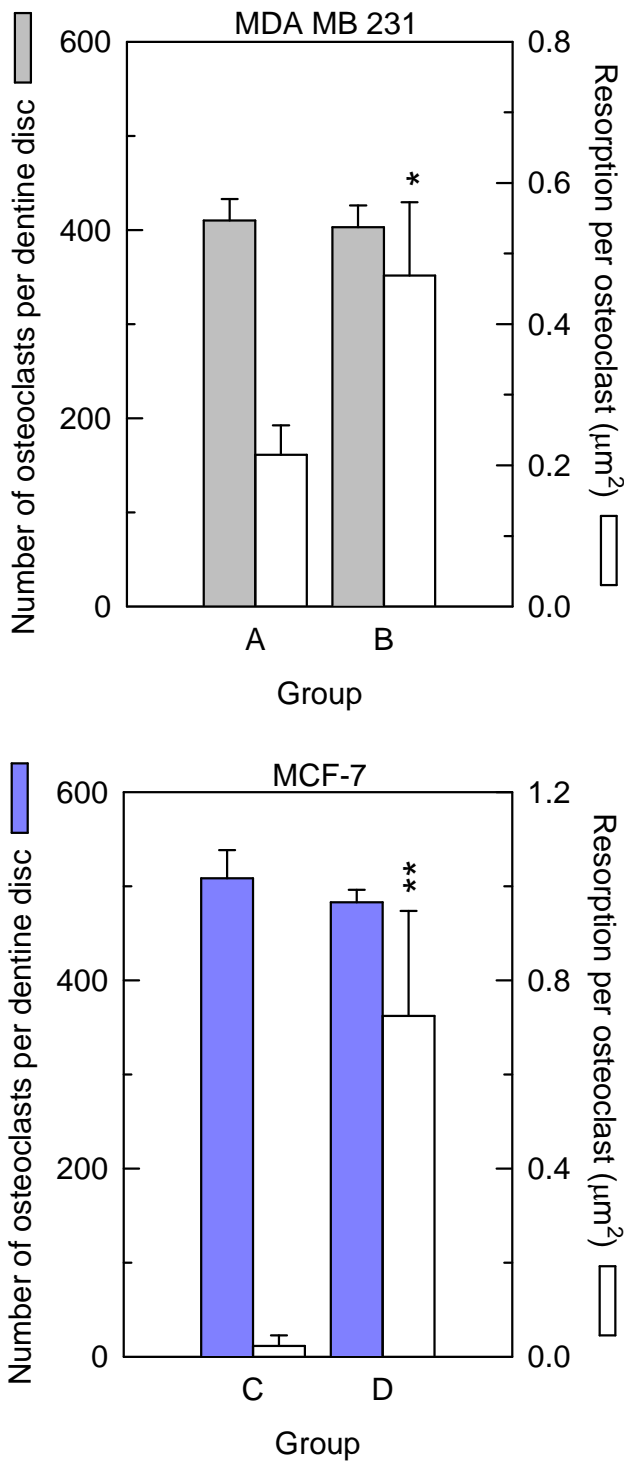 MDA MB 231
Number of osteoclasts per dentine disc
600
400
200
0
0.8
0.6
0.4
0.2
0.0
Resorption per osteoclast (μm²)
*
A B
Group
MCF-7
Number of osteoclasts per dentine disc
600
400
200
0
1.2
0.8
0.4
0.0
Resorption per osteoclast (μm²)
**
C D
Group